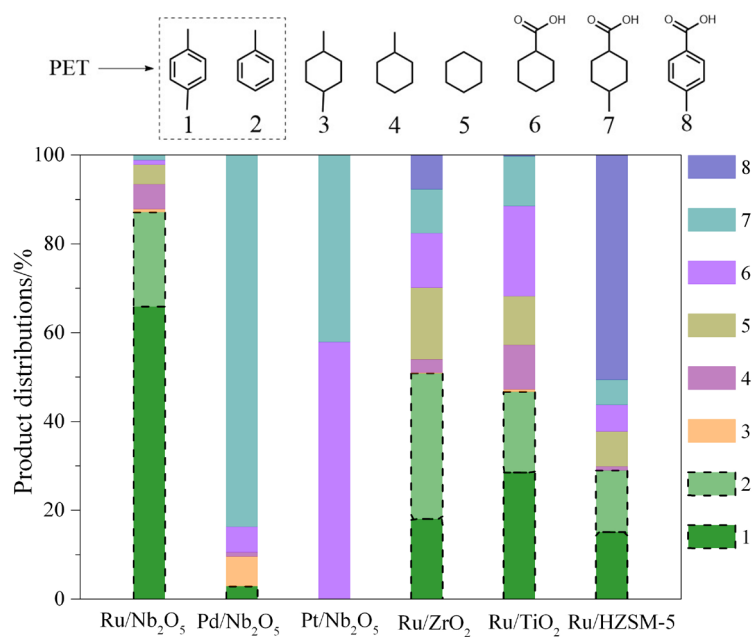 O OH O OH O OH
PET
1 2 3 4 5 6 7 8
Product distributions/%
100
80
60
40
20
0
8
7
6
5
4
3
2
1
Ru/Nb₂O₅ Pd/Nb₂O₅ Pt/Nb₂O₅ Ru/ZrO₂ Ru/TiO₂ Ru/HZSM-5